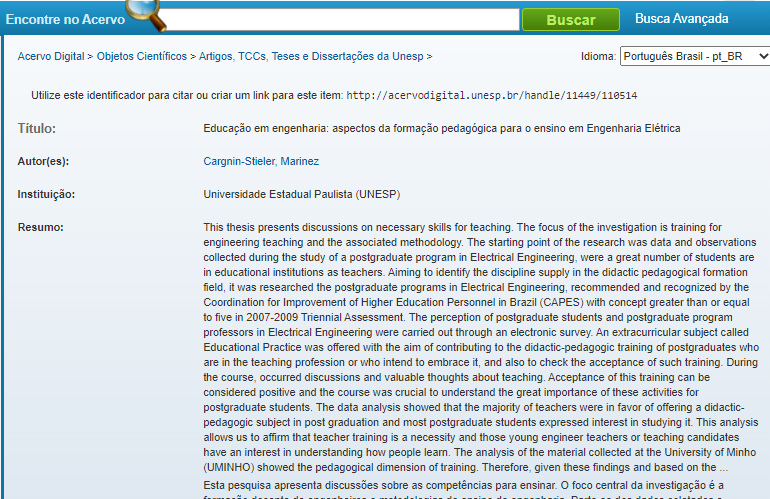 Encontre no Acervo Buscar Busca Avançada
Acervo Digital > Objetos Científicos > Artigos, TCCs, Teses e Dissertações da Unesp > Idioma: Português Brasil - pt_BR
Utilize este identificador para citar ou criar um link para este item: http://acervodigital.unesp.br/handle/11449/110514
Título: Educação em engenharia: aspectos da formação pedagógica para o ensino em Engenharia Elétrica
Autor(es): Cargnin-Stieler, Marinez
Instituição: Universidade Estadual Paulista (UNESP)
Resumo: This thesis presents discussions on necessary skills for teaching. The focus of the investigation is training for
engineering teaching and the associated methodology. The starting point of the research was data and observations
collected during the study of a postgraduate program in Electrical Engineering, were a great number of students are
in educational institutions as teachers. Aiming to identify the discipline supply in the didactic pedagogical formation
field, it was researched the postgraduate programs in Electrical Engineering, recommended and recognized by the
Coordination for Improvement of Higher Education Personnel in Brazil (CAPES) with concept greater than or equal
to five in 2007-2009 Triennial Assessment. The perception of postgraduate students and postgraduate program
professors in Electrical Engineering were carried out through an electronic survey. An extracurricular subject called
Educational Practice was offered with the aim of contributing to the didactic-pedagogic training of postgraduates who
are in the teaching profession or who intend to embrace it, and also to check the acceptance of such training. During
the course, occurred discussions and valuable thoughts about teaching. Acceptance of this training can be
considered positive and the course was crucial to understand the great importance of these activities for
postgraduate students. The data analysis showed that the majority of teachers were in favor of offering a didactic-
pedagogic subject in post graduation and most postgraduate students expressed interest in studying it. This analysis
allows us to affirm that teacher training is a necessity and those young engineer teachers or teaching candidates
have an interest in understanding how people learn. The analysis of the material collected at the University of Minho
(UMINHO) showed the pedagogical dimension of training. Therefore, given these findings and based on the ...
Esta pesquisa apresenta discussões sobre as competências para ensinar. O foco central da investigação é a